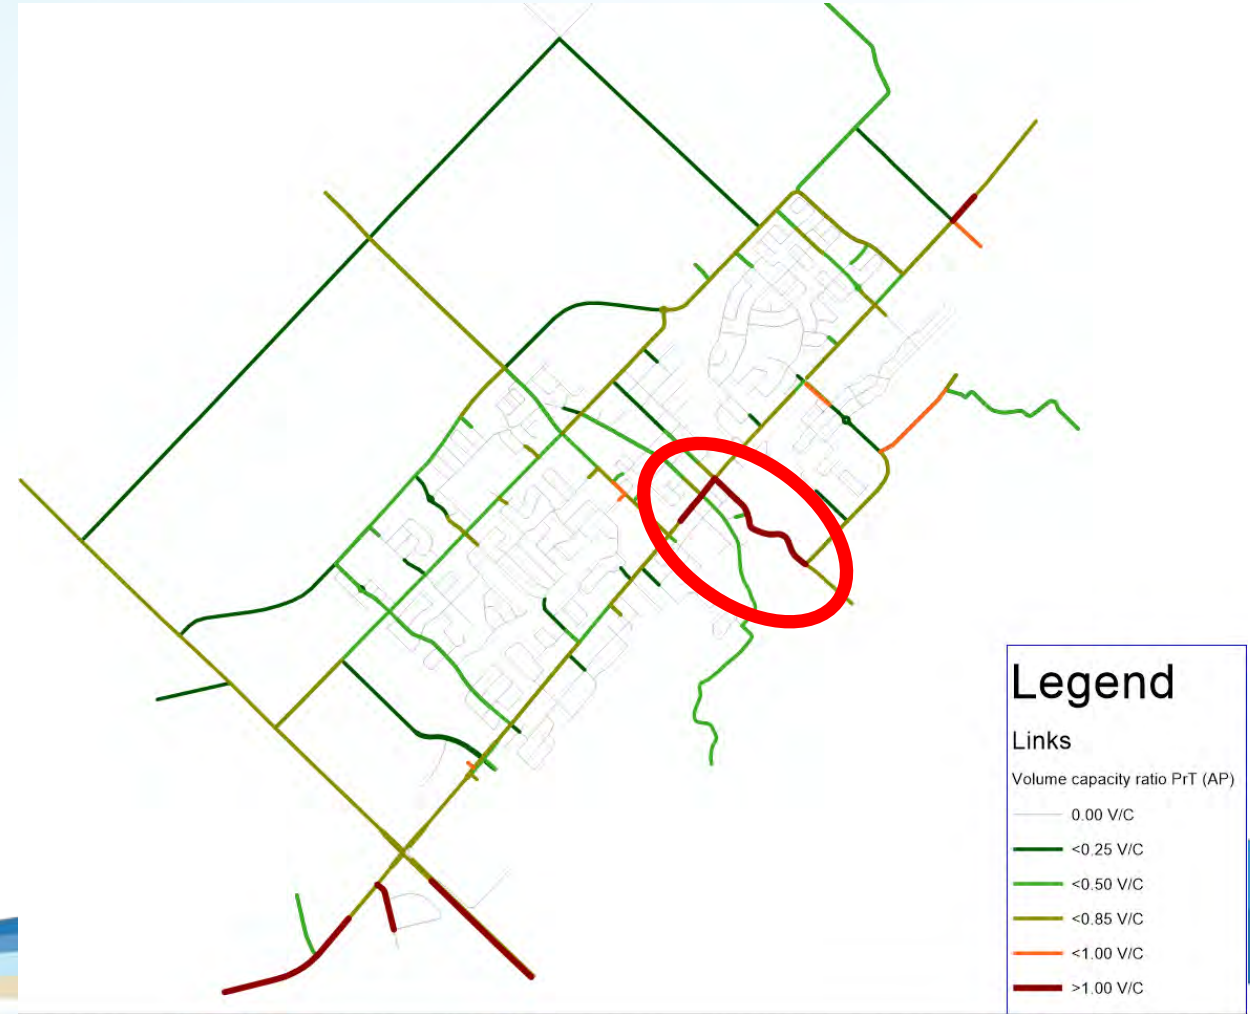 Legend
Links
Volume capacity ratio PrT (AP)
0.00 V/C
<0.25 V/C
<0.50 V/C
<0.85 V/C
<1.00 V/C
>1.00 V/C